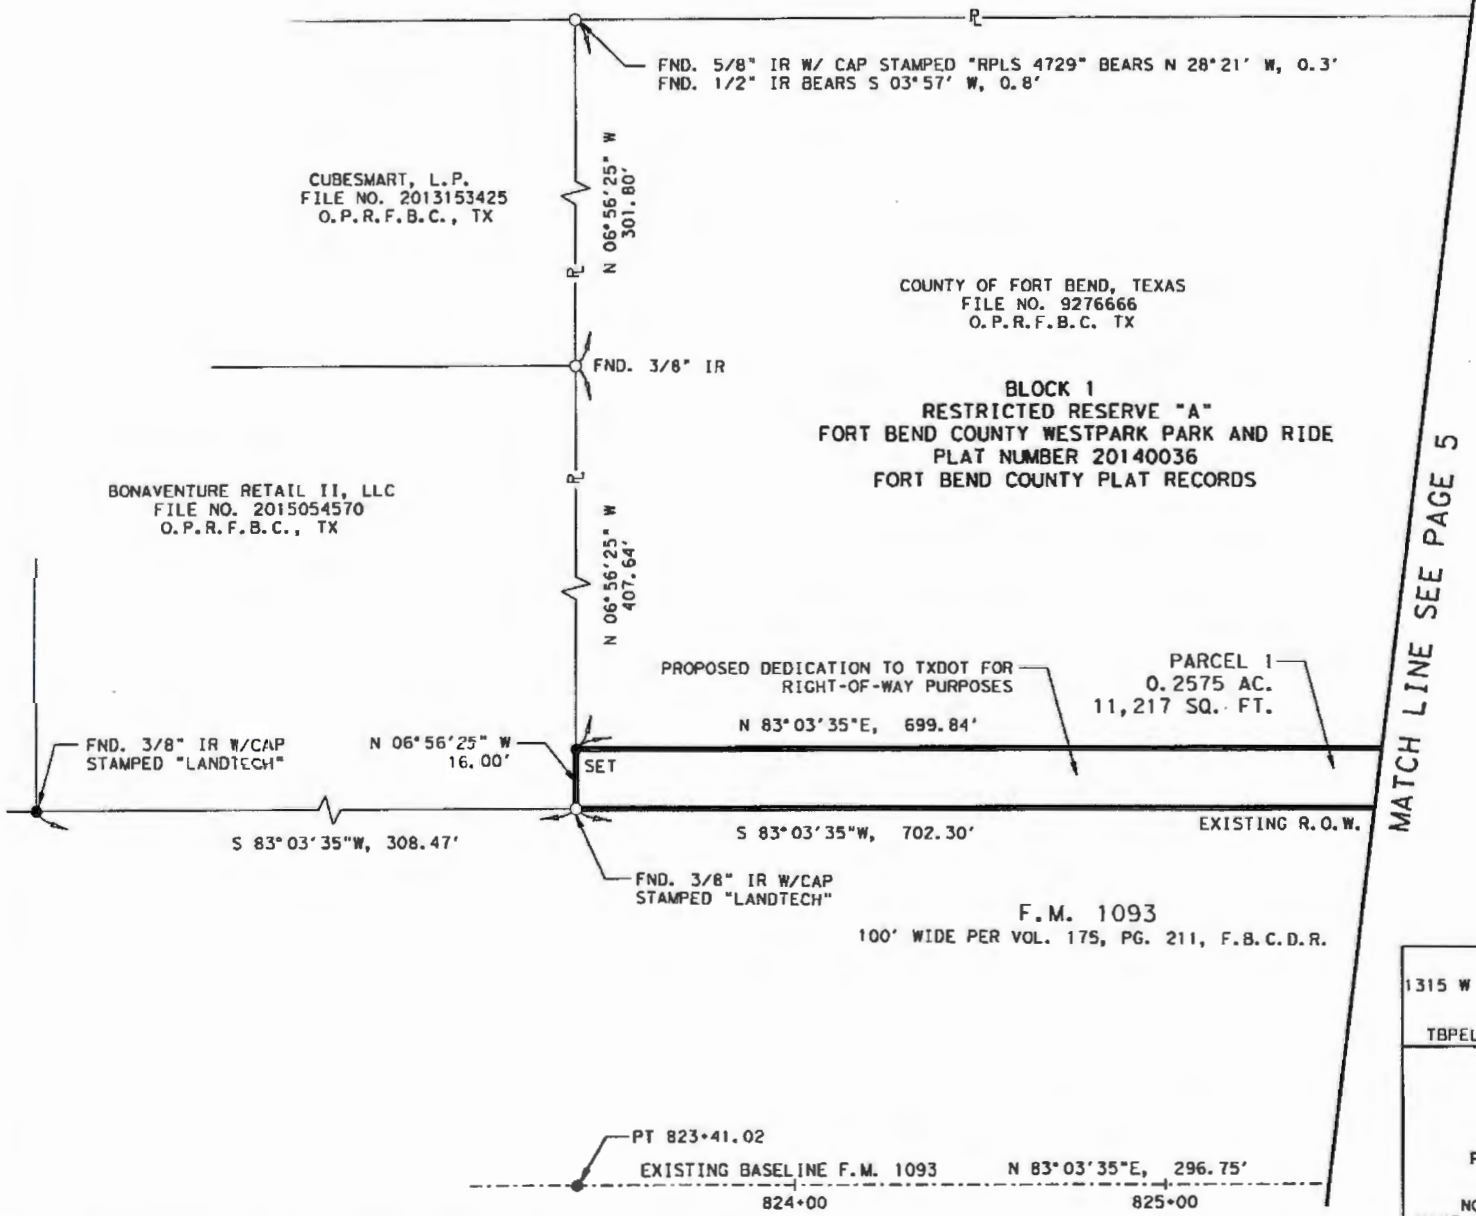 PL
FND. 5/8" IR W/ CAP STAMPED "RPLS 4729" BEARS N 28°21' W, 0.3'
FND. 1/2" IR BEARS S 03°57' W, 0.8'
N 06°56'25" W
301.80'
CUBESMART, L.P.
FILE NO. 2013153425
O.P.R.F.B.C., TX
PL
COUNTY OF FORT BEND, TEXAS
FILE NO. 9276666
O.P.R.F.B.C. TX
FND. 3/8" IR
BLOCK 1
RESTRICTED RESERVE "A"
FORT BEND COUNTY WESTPARK PARK AND RIDE
PLAT NUMBER 20140036
FORT BEND COUNTY PLAT RECORDS
PL
BONAVENTURE RETAIL II, LLC
FILE NO. 2015054570
O.P.R.F.B.C., TX
N 06°56'25" W
407.64'
MATCH LINE SEE PAGE 5
PROPOSED DEDICATION TO TXDOT FOR
RIGHT-OF-WAY PURPOSES
PARCEL 1
0.2575 AC.
11,217 SQ. FT.
N 83°03'35"E, 699.84'
FND. 3/8" IR W/CAP
STAMPED "LANDTECH"
N 06°56'25" W
16.00'
SET
S 83°03'35"W, 308.47'
S 83°03'35"W, 702.30'
EXISTING R.O.W.
FND. 3/8" IR W/CAP
STAMPED "LANDTECH"
F.M. 1093
100' WIDE PER VOL. 175, PG. 211, F.B.C.D.R.
1315 W
TBPEL
PT 823+41.02
EXISTING BASELINE F.M. 1093
N 83°03'35"E, 296.75'
824+00
825+00